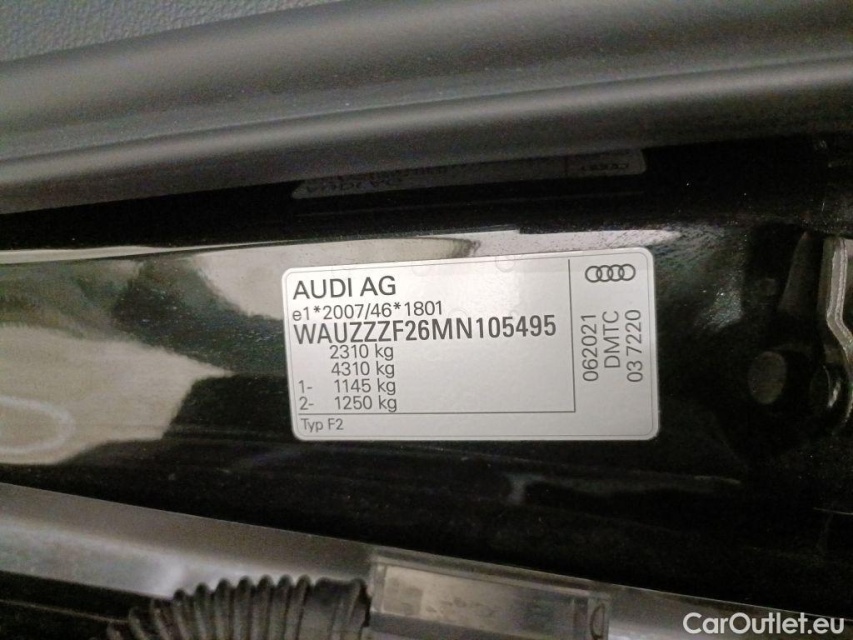 AUDI AG
e1*2007/46*1801
WAUZZZF26MN105495
2310 kg
4310 kg
1- 1145 kg
2- 1250 kg
Typ F2
062021
DMTC
037220
CarOutlet.eu